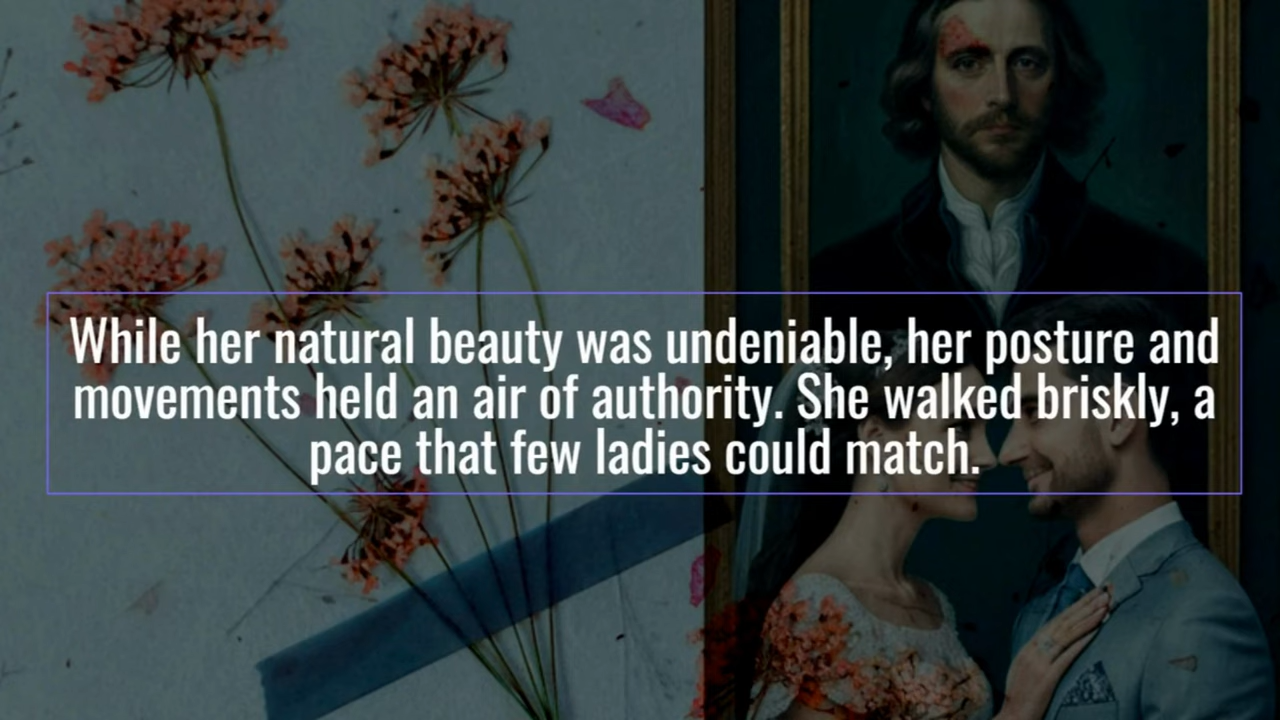 While her natural beauty was undeniable, her posture and
movements held an air of authority. She walked briskly, a
pace that few ladies could match.